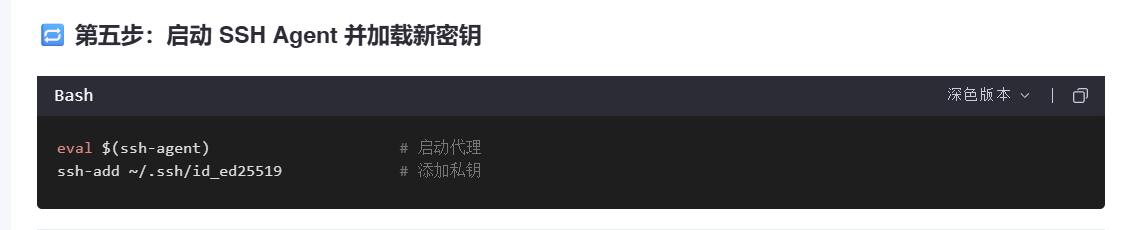 🔁 第五步：启动 SSH Agent 并加载新密钥
Bash 深色版本
eval $(ssh-agent) # 启动代理
ssh-add ~/.ssh/id_ed25519 # 添加私钥